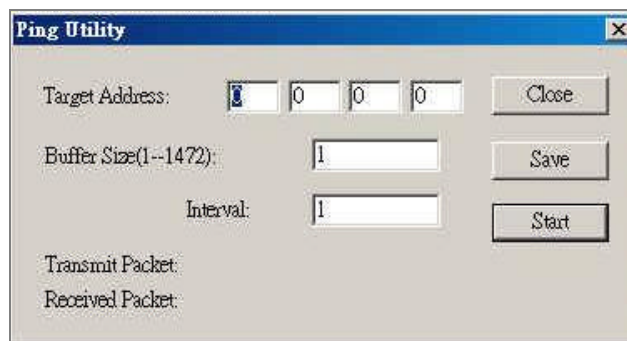 Ping Utility
Target Address: 0 0 0 0 Close
Buffer Size(1--1472): 1 Save
Interval: 1 Start
Transmit Packet:
Received Packet: